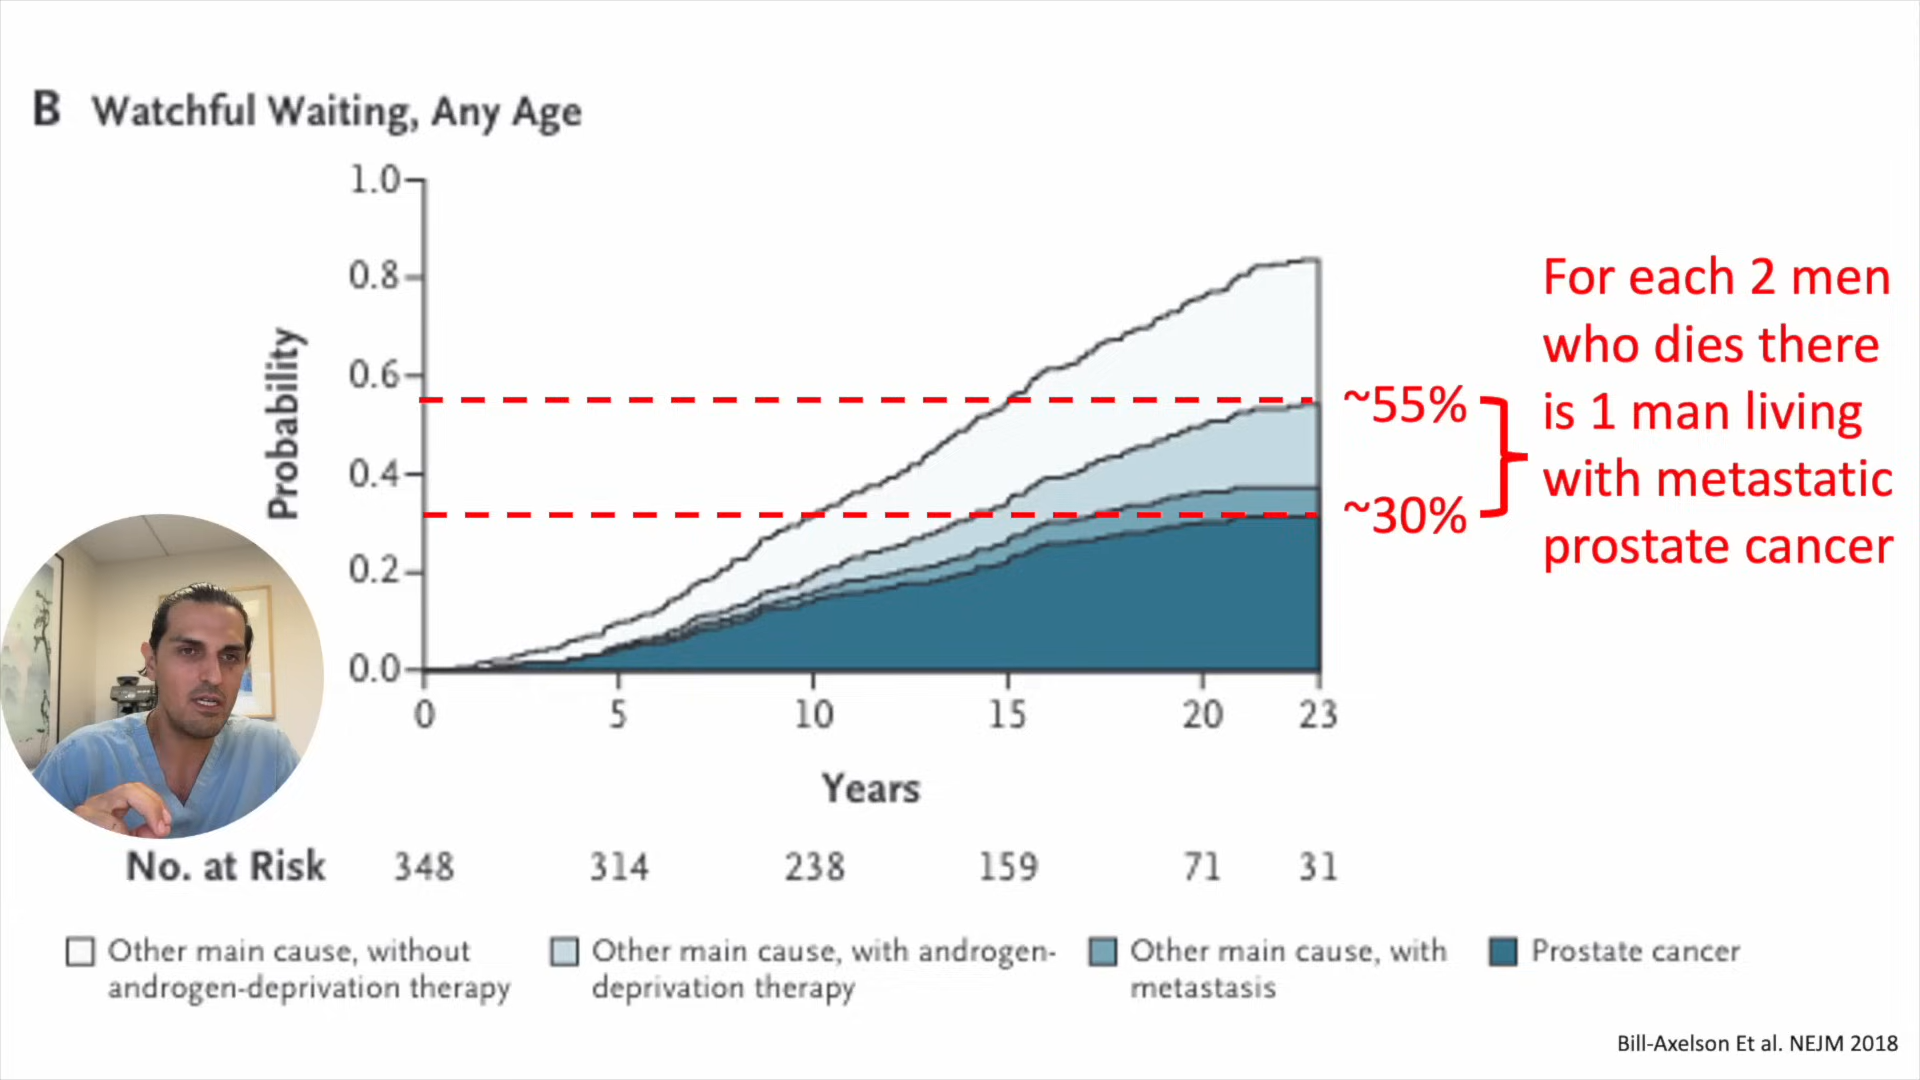 B Watchful Waiting, Any Age
1.0
0.8
0.6
0.4
0.2
0.0
Probability
0 5 10 15 20 23
Years
No. at Risk 348 314 238 159 71 31
~55%
~30%
For each 2 men
who dies there
is 1 man living
with metastatic
prostate cancer
Other main cause, without
androgen-deprivation therapy
Other main cause, with androgen-
deprivation therapy
Other main cause, with
metastasis
Prostate cancer
Bill-Axelson Et al. NEJM 2018